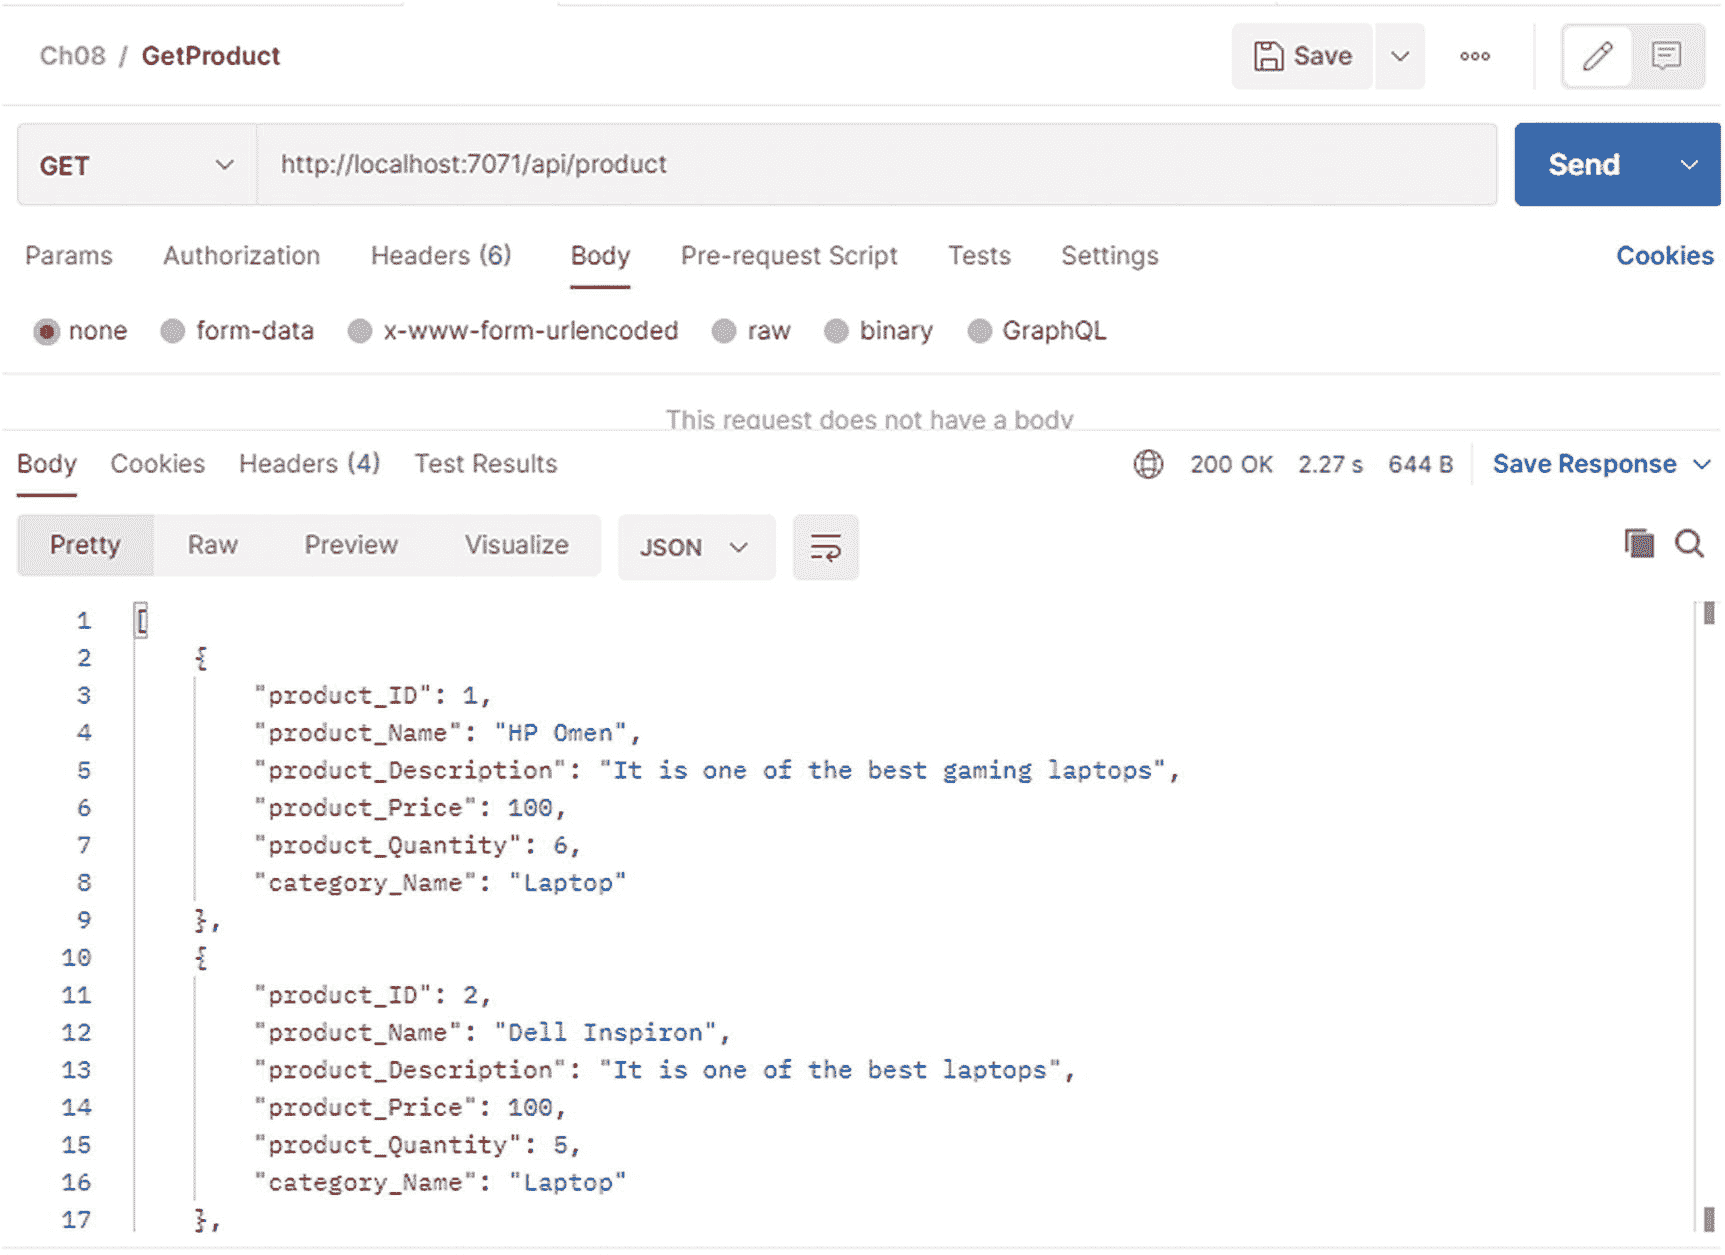 Ch08 / GetProduct
Save
GET
http://localhost:7071/api/product
Send
Params Authorization Headers (6) Body Pre-request Script Tests Settings Cookies
none form-data x-www-form-urlencoded raw binary GraphQL
This request does not have a body
Body Cookies Headers (4) Test Results 200 OK 2.27 s 644 B Save Response
Pretty Raw Preview Visualize JSON
1 [
2 {
3 "product_ID": 1,
4 "product_Name": "HP Omen",
5 "product_Description": "It is one of the best gaming laptops",
6 "product_Price": 100,
7 "product_Quantity": 6,
8 "category_Name": "Laptop"
9 },
10 {
11 "product_ID": 2,
12 "product_Name": "Dell Inspiron",
13 "product_Description": "It is one of the best laptops",
14 "product_Price": 100,
15 "product_Quantity": 5,
16 "category_Name": "Laptop"
17 },